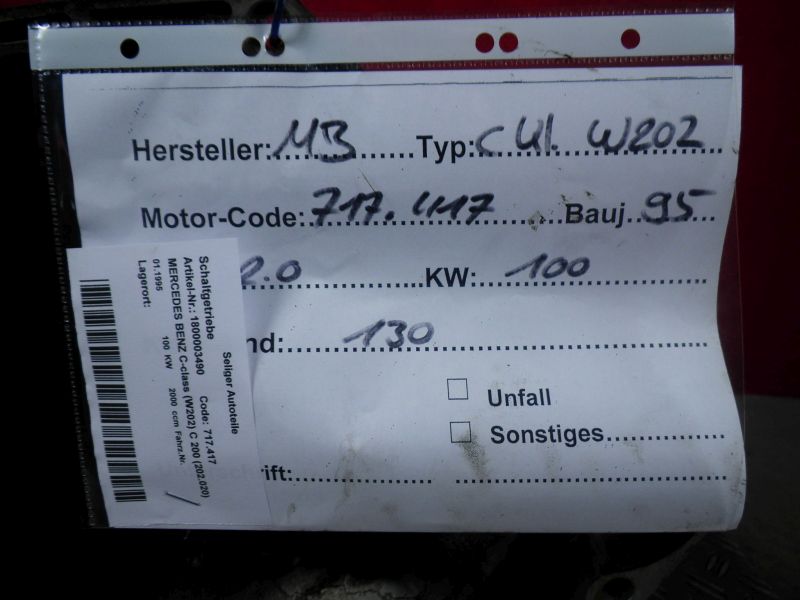 Hersteller: MB Typ: C Kl. W202
Motor-Code: 717.417 Bauj 95
2.0 KW: 100
nd: 130
Unfall
Sonstiges
rift:
Seliger Autoteile
Schaltgetriebe
Artikel-Nr.: 1800003490 Code: 717.417
MERCEDES BENZ C-class (W202) C 200 (202.020)
01.1995 100 KW 2000 ccm Fahrz.Nr.
Lagerort: /